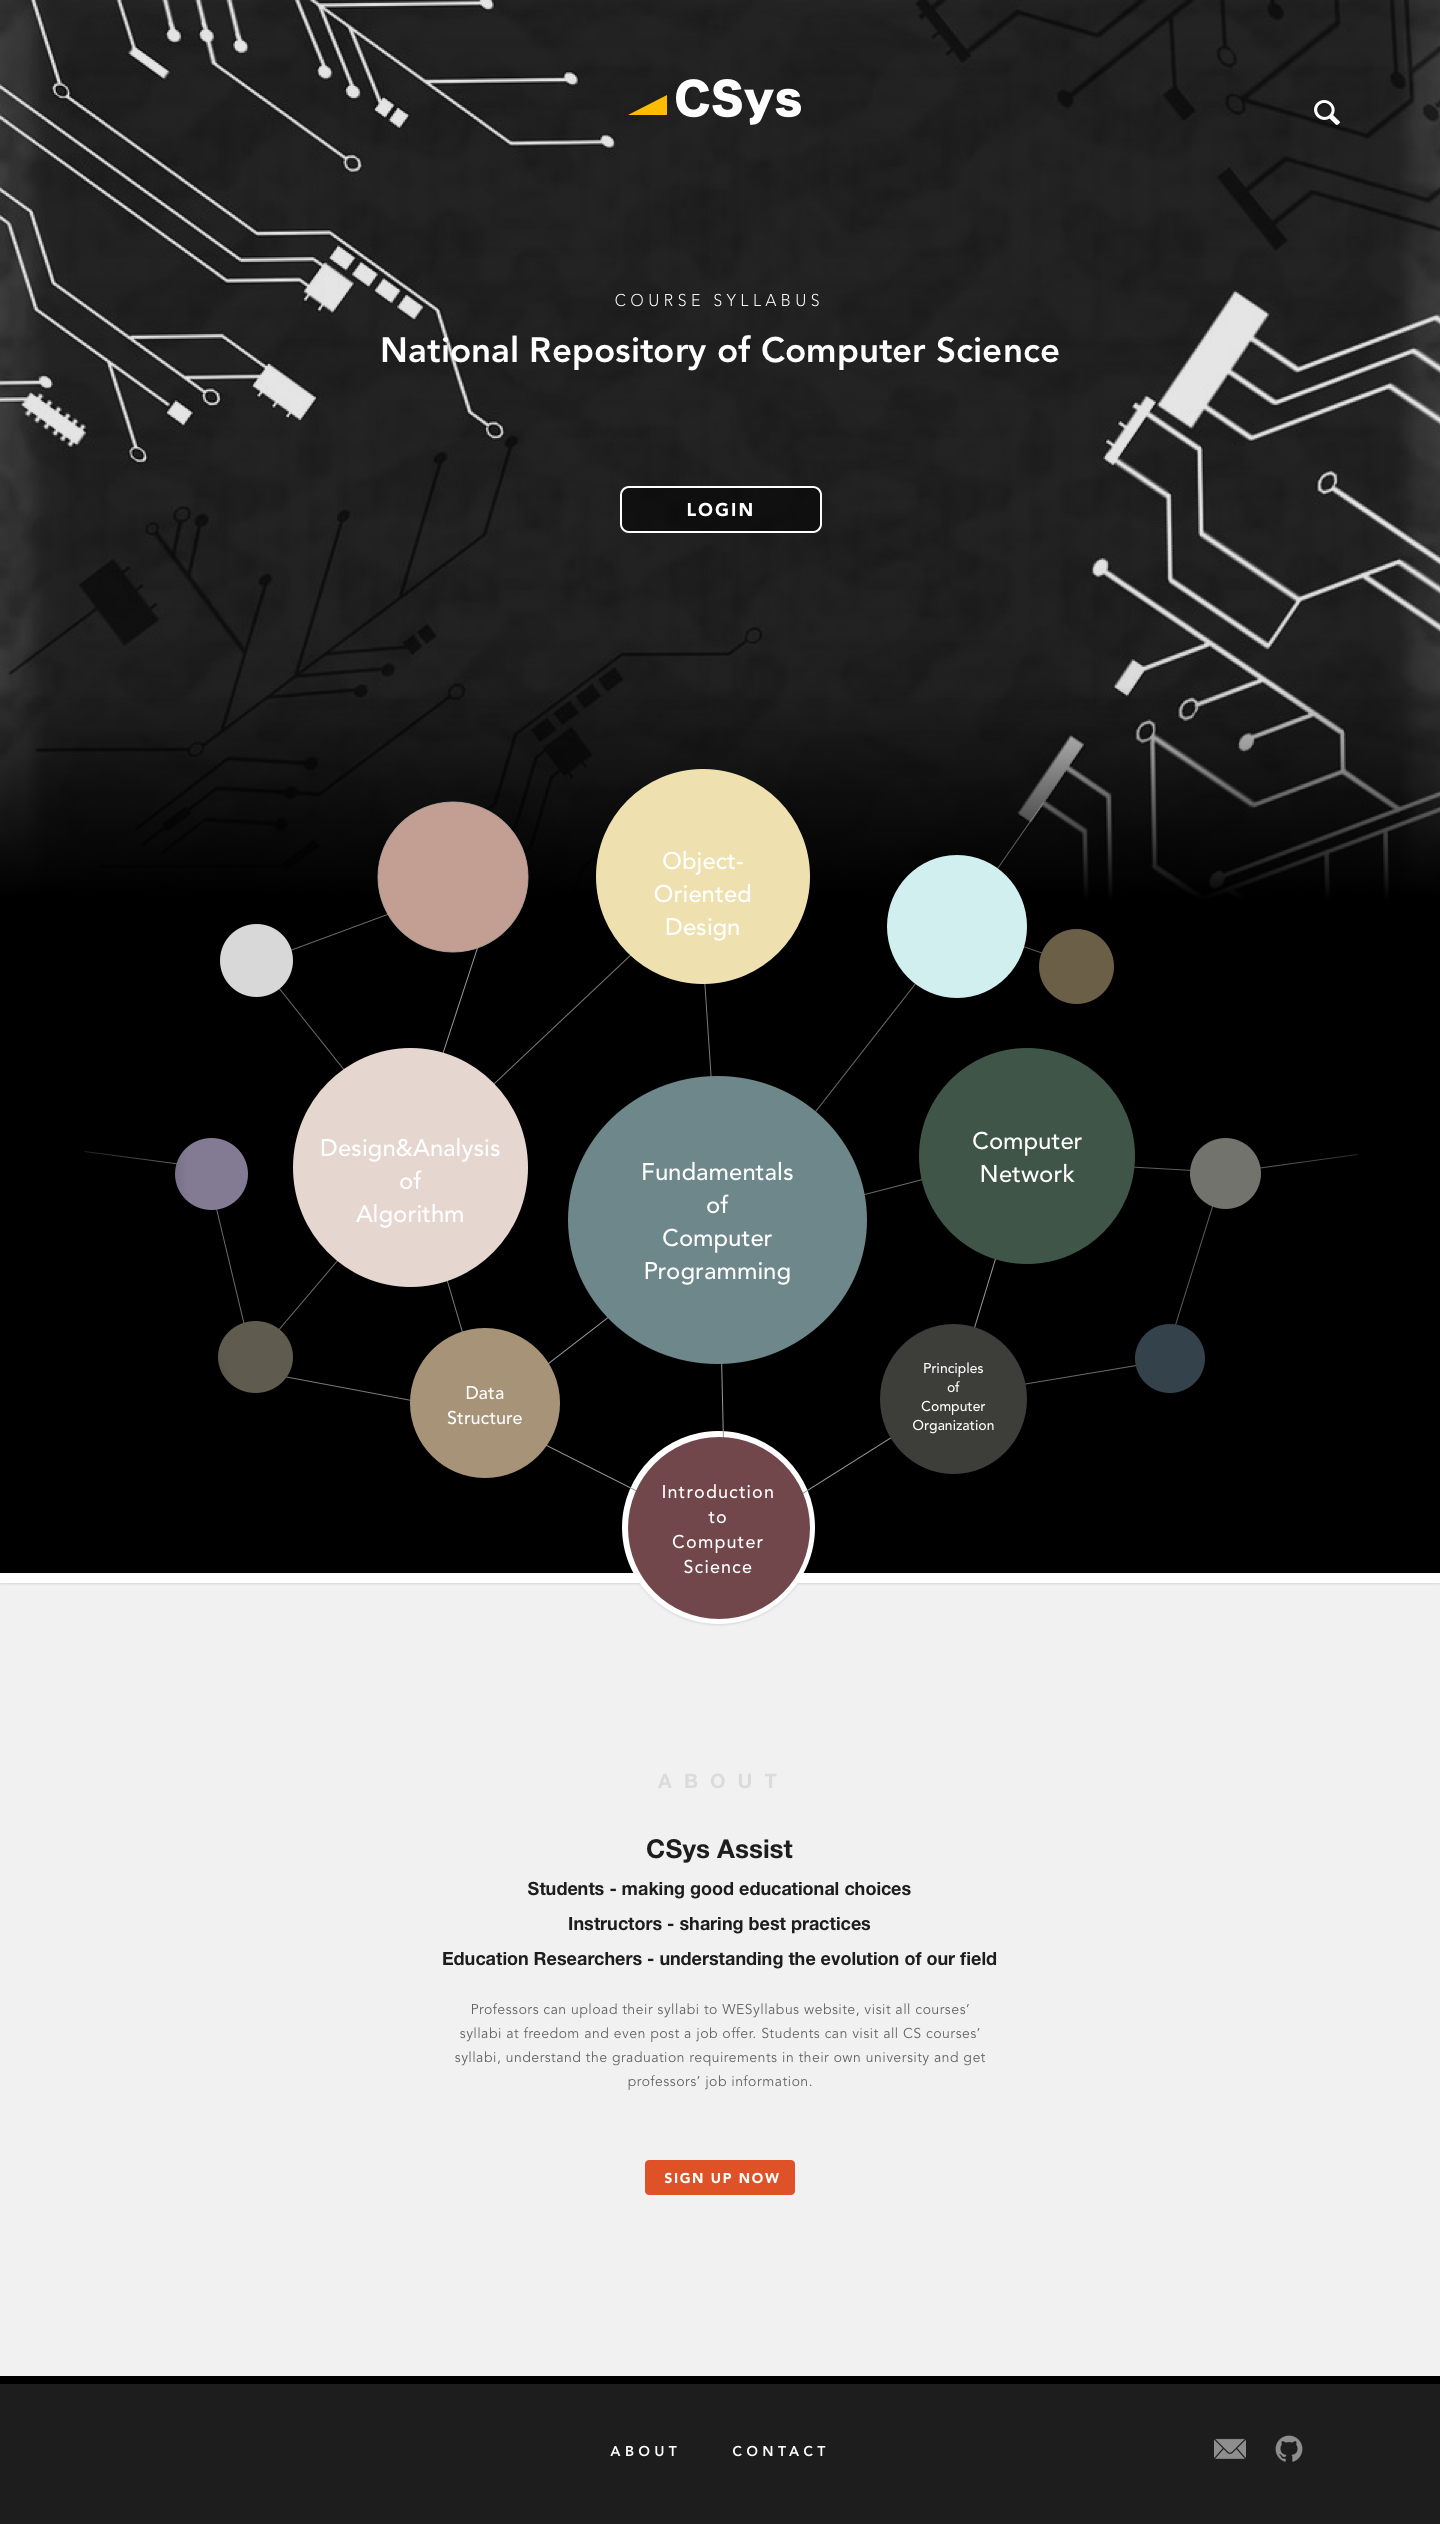 CSys
COURSE SYLLABUS
National Repository of Computer Science
LOGIN
Object-
Oriented
Design
Design&Analysis
of
Algorithm
Fundamentals
of
Computer
Programming
Computer
Network
Data
Structure
Principles
of
Computer
Organization
Introduction
to
Computer
Science
ABOUT
CSys Assist
Students - making good educational choices
Instructors - sharing best practices
Education Researchers - understanding the evolution of our field
Professors can upload their syllabi to WESyllabus website, visit all courses’
syllabi at freedom and even post a job offer. Students can visit all CS courses’
syllabi, understand the graduation requirements in their own university and get
professors’ job information.
SIGN UP NOW
ABOUT CONTACT